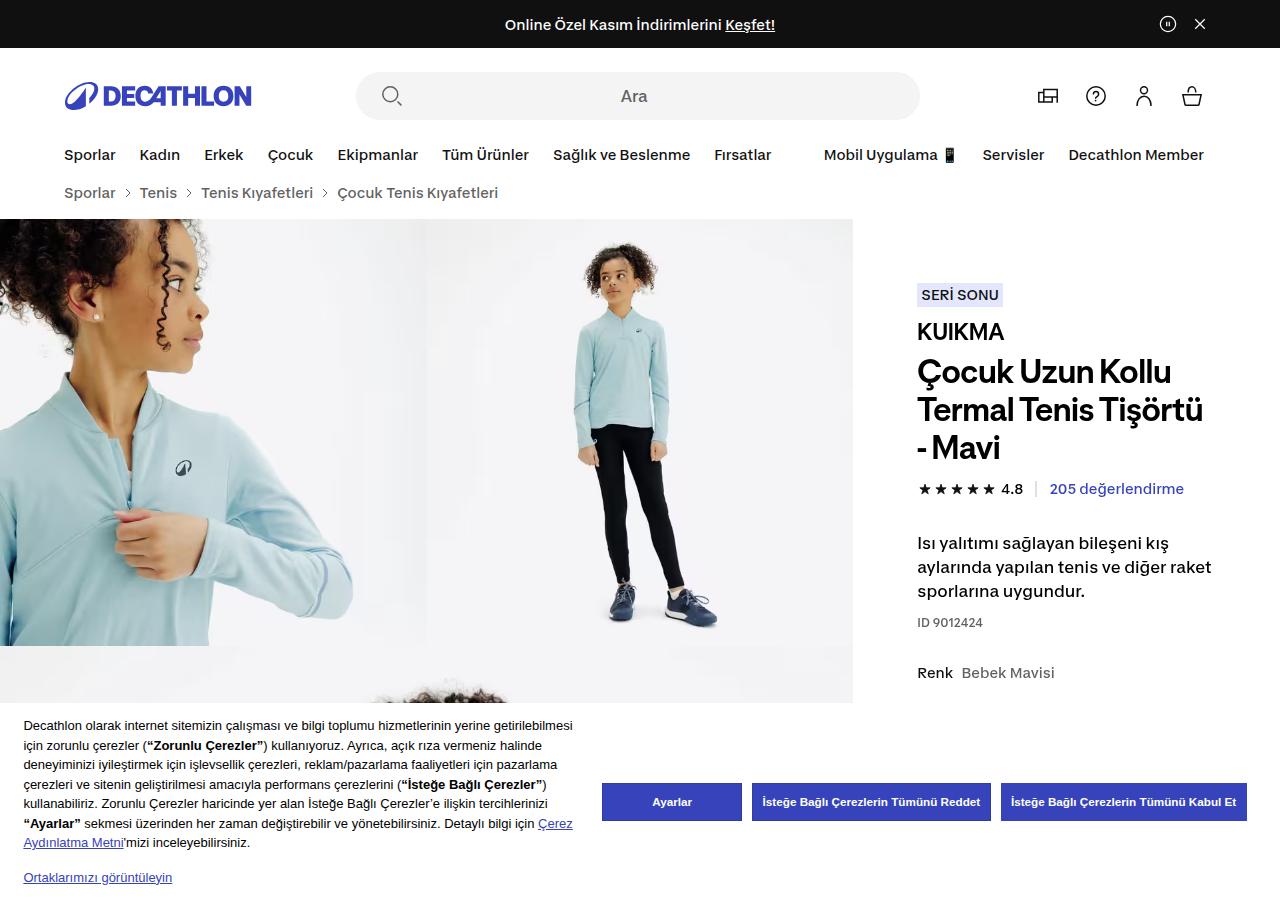 Online Özel Kasım İndirimlerini Keşfet!
DECATHLON
Ara
Sporlar Kadın Erkek Çocuk Ekipmanlar Tüm Ürünler Sağlık ve Beslenme Fırsatlar Mobil Uygulama 📱 Servisler Decathlon Member
Sporlar > Tenis > Tenis Kıyafetleri > Çocuk Tenis Kıyafetleri
SERİ SONU
KUIKMA
Çocuk Uzun Kollu
Termal Tenis Tişörtü
- Mavi
★★★★★ 4.8 | 205 değerlendirme
Isı yalıtımı sağlayan bileşeni kış
aylarında yapılan tenis ve diğer raket
sporlarına uygundur.
ID 9012424
Renk Bebek Mavisi
Decathlon olarak internet sitemizin çalışması ve bilgi toplumu hizmetlerinin yerine getirilebilmesi
için zorunlu çerezler (“Zorunlu Çerezler”) kullanıyoruz. Ayrıca, açık rıza vermeniz halinde
deneyiminizi iyileştirmek için işlevsellik çerezleri, reklam/pazarlama faaliyetleri için pazarlama
çerezleri ve sitenin geliştirilmesi amacıyla performans çerezlerini (“İsteğe Bağlı Çerezler”)
kullanabiliriz. Zorunlu Çerezler haricinde yer alan İsteğe Bağlı Çerezler’e ilişkin tercihlerinizi
“Ayarlar” sekmesi üzerinden her zaman değiştirebilir ve yönetebilirsiniz. Detaylı bilgi için Çerez
Aydınlatma Metni'mizi inceleyebilirsiniz.
Ortaklarımızı görüntüleyin
Ayarlar
İsteğe Bağlı Çerezlerin Tümünü Reddet
İsteğe Bağlı Çerezlerin Tümünü Kabul Et